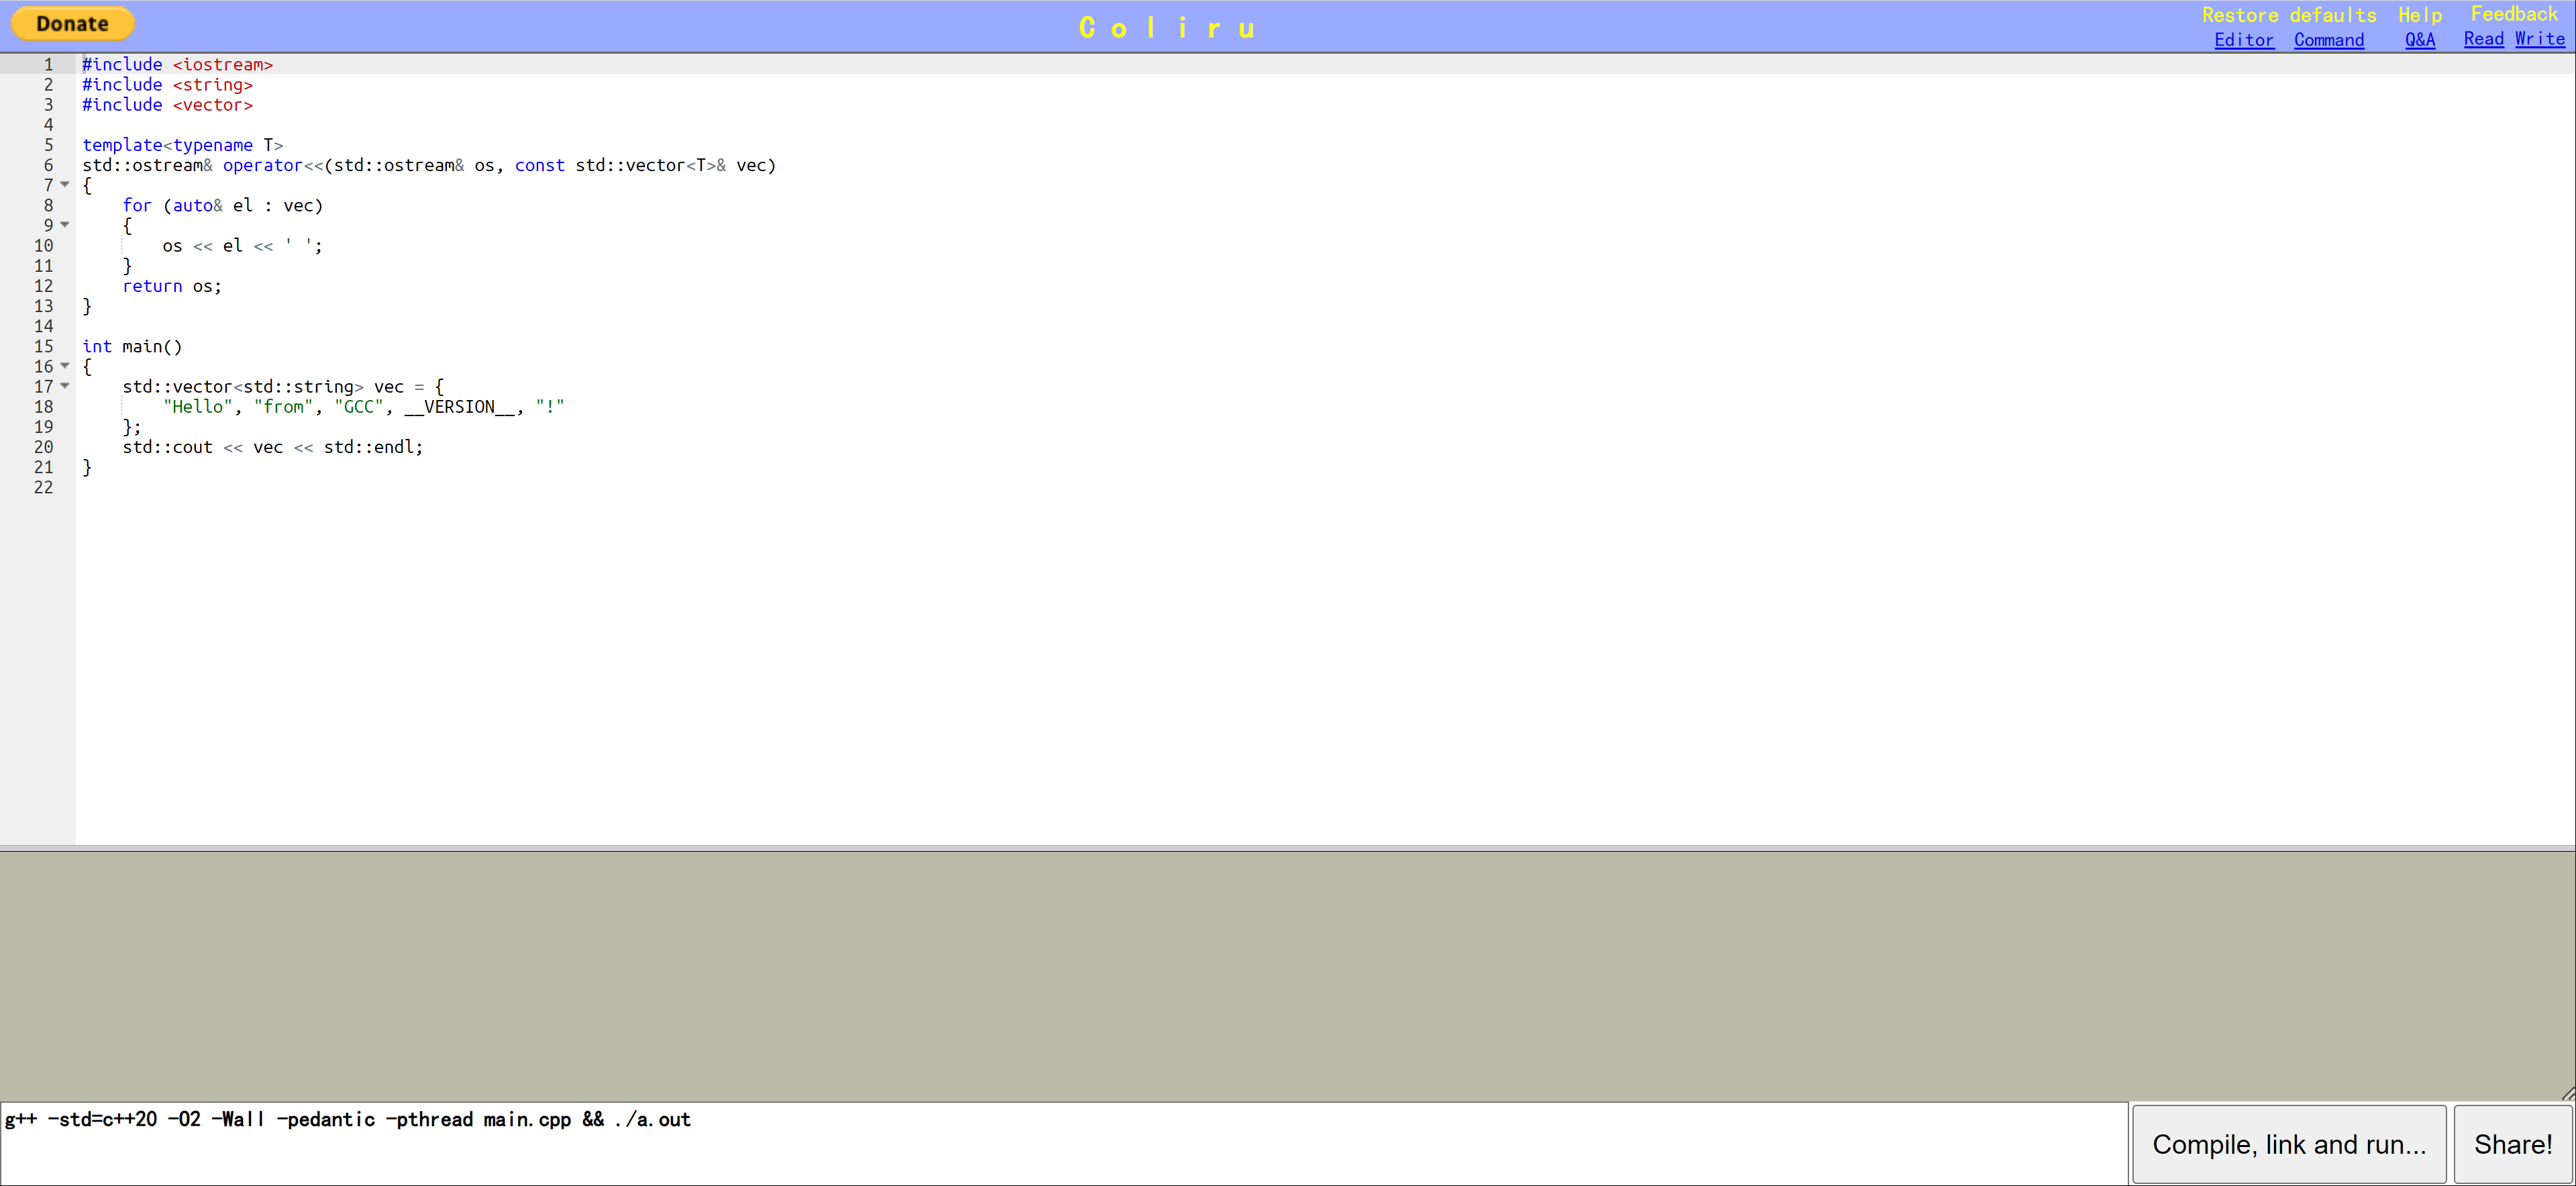 Donate
C o l i r u
Restore defaults Help Feedback
Editor Command Q&A Read Write
1 #include <iostream>
2 #include <string>
3 #include <vector>
4
5 template<typename T>
6 std::ostream& operator<<(std::ostream& os, const std::vector<T>& vec)
7 {
8     for (auto& el : vec)
9     {
10         os << el << ' ';
11     }
12     return os;
13 }
14
15 int main()
16 {
17     std::vector<std::string> vec = {
18         "Hello", "from", "GCC", __VERSION__, "!"
19     };
20     std::cout << vec << std::endl;
21 }
22
g++ -std=c++20 -O2 -Wall -pedantic -pthread main.cpp && ./a.out
Compile, link and run... Share!